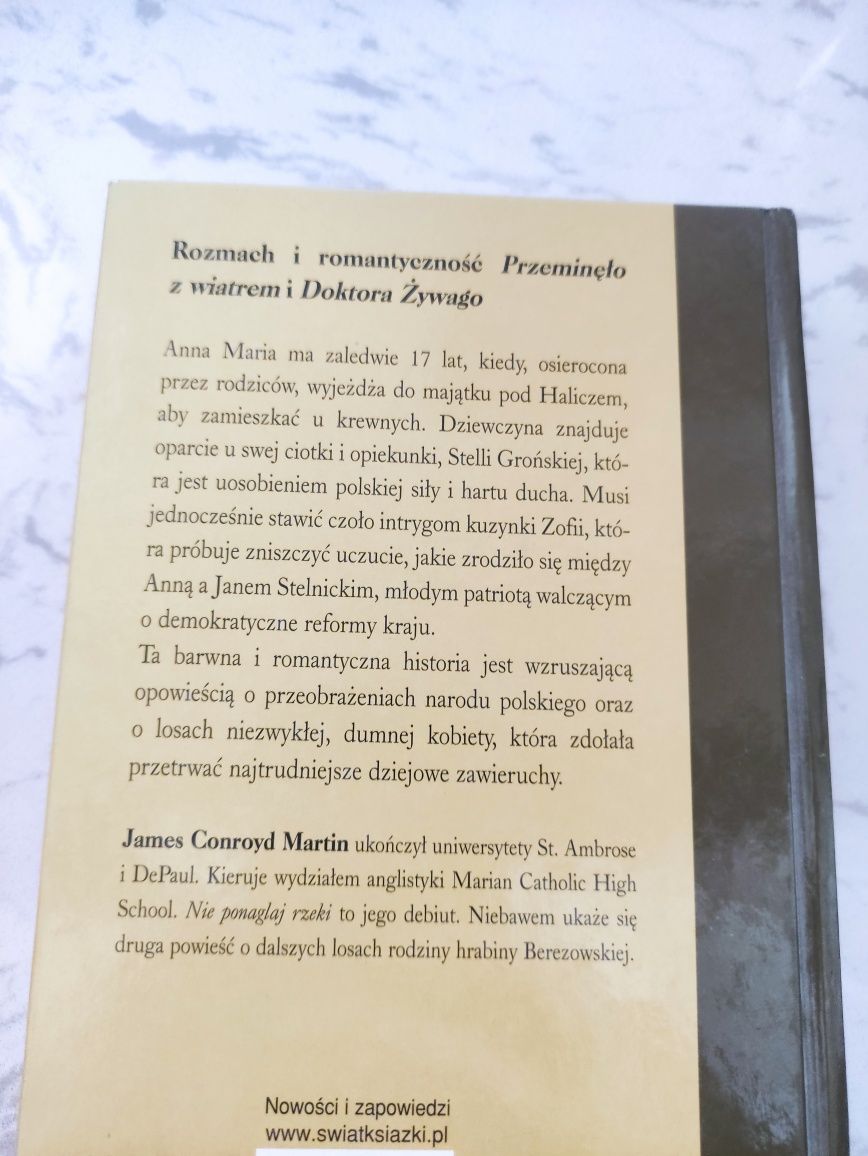 Rozmach i romantyczność Przeminęło
z wiatrem i Doktora Żywago
Anna Maria ma zaledwie 17 lat, kiedy, osierocona
przez rodziców, wyjeżdża do majątku pod Haliczem,
aby zamieszkać u krewnych. Dziewczyna znajduje
oparcie u swej ciotki i opiekunki, Stelli Grońskiej, któ-
ra jest uosobieniem polskiej siły i hartu ducha. Musi
jednocześnie stawić czoło intrygom kuzynki Zofii, któ-
ra próbuje zniszczyć uczucie, jakie zrodziło się między
Anną a Janem Stelnickim, młodym patriotą walczącym
o demokratyczne reformy kraju.
Ta barwna i romantyczna historia jest wzruszającą
opowieścią o przeobrażeniach narodu polskiego oraz
o losach niezwykłej, dumnej kobiety, która zdołała
przetrwać najtrudniejsze dziejowe zawieruchy.
James Conroyd Martin ukończył uniwersytety St. Ambrose
i DePaul. Kieruje wydziałem anglistyki Marian Catholic High
School. Nie ponaglaj rzeki to jego debiut. Niebawem ukaże się
druga powieść o dalszych losach rodziny hrabiny Berezowskiej.
Nowości i zapowiedzi
www.swiatksiazki.pl